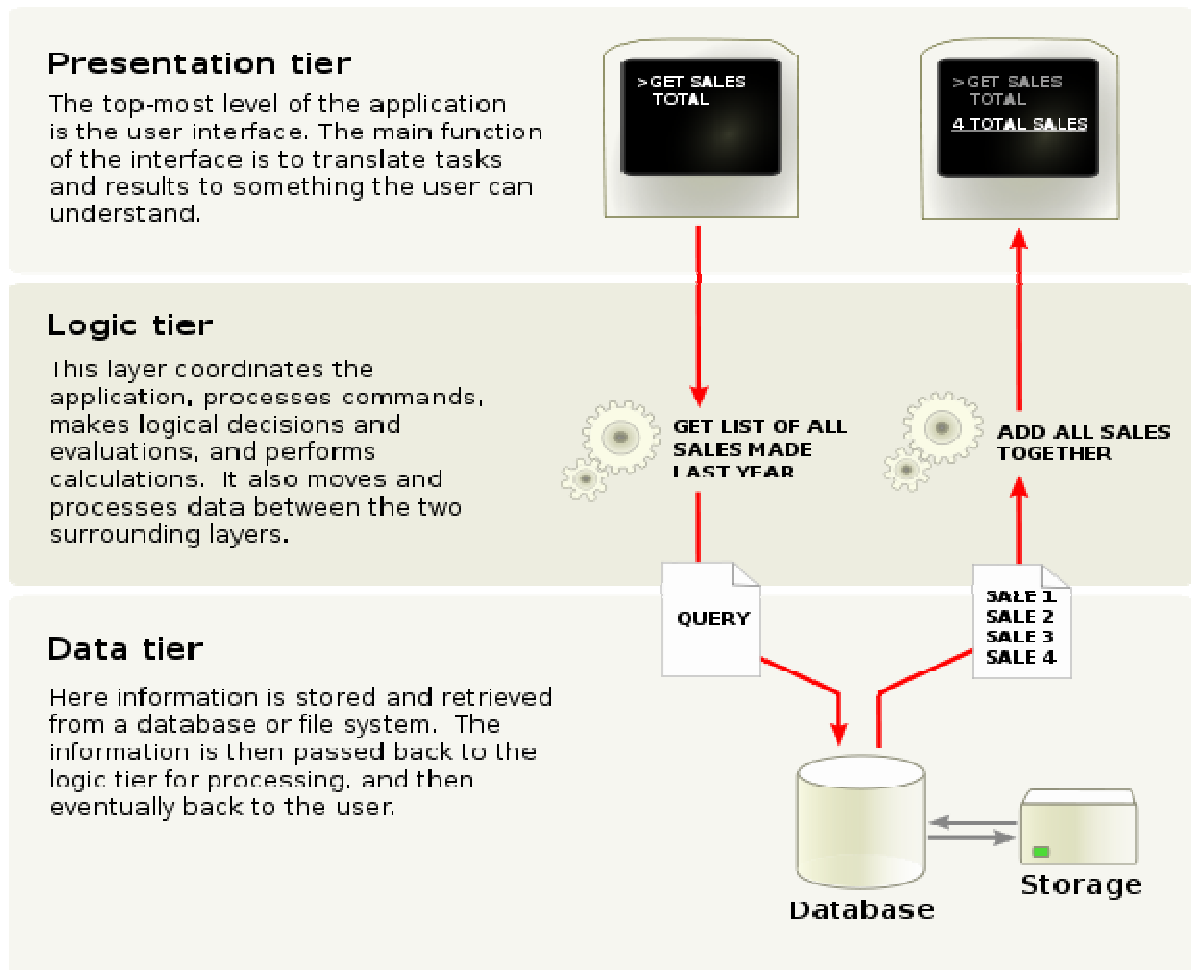 Presentation tier
The top-most level of the application
is the user interface. The main function
of the interface is to translate tasks
and results to something the user can
understand.
>GET SALES
TOTAL
>GET SALES
TOTAL
4 TOTAL SALES
Logic tier
This layer coordinates the
application, processes commands,
makes logical decisions and
evaluations, and performs
calculations. It also moves and
processes data between the two
surrounding layers.
GET LIST OF ALL
SALES MADE
LAST YEAR
ADD ALL SALES
TOGETHER
QUERY
SALE 1
SALE 2
SALE 3
SALE 4
Data tier
Here information is stored and retrieved
from a database or file system. The
information is then passed back to the
logic tier for processing, and then
eventually back to the user.
Database
Storage